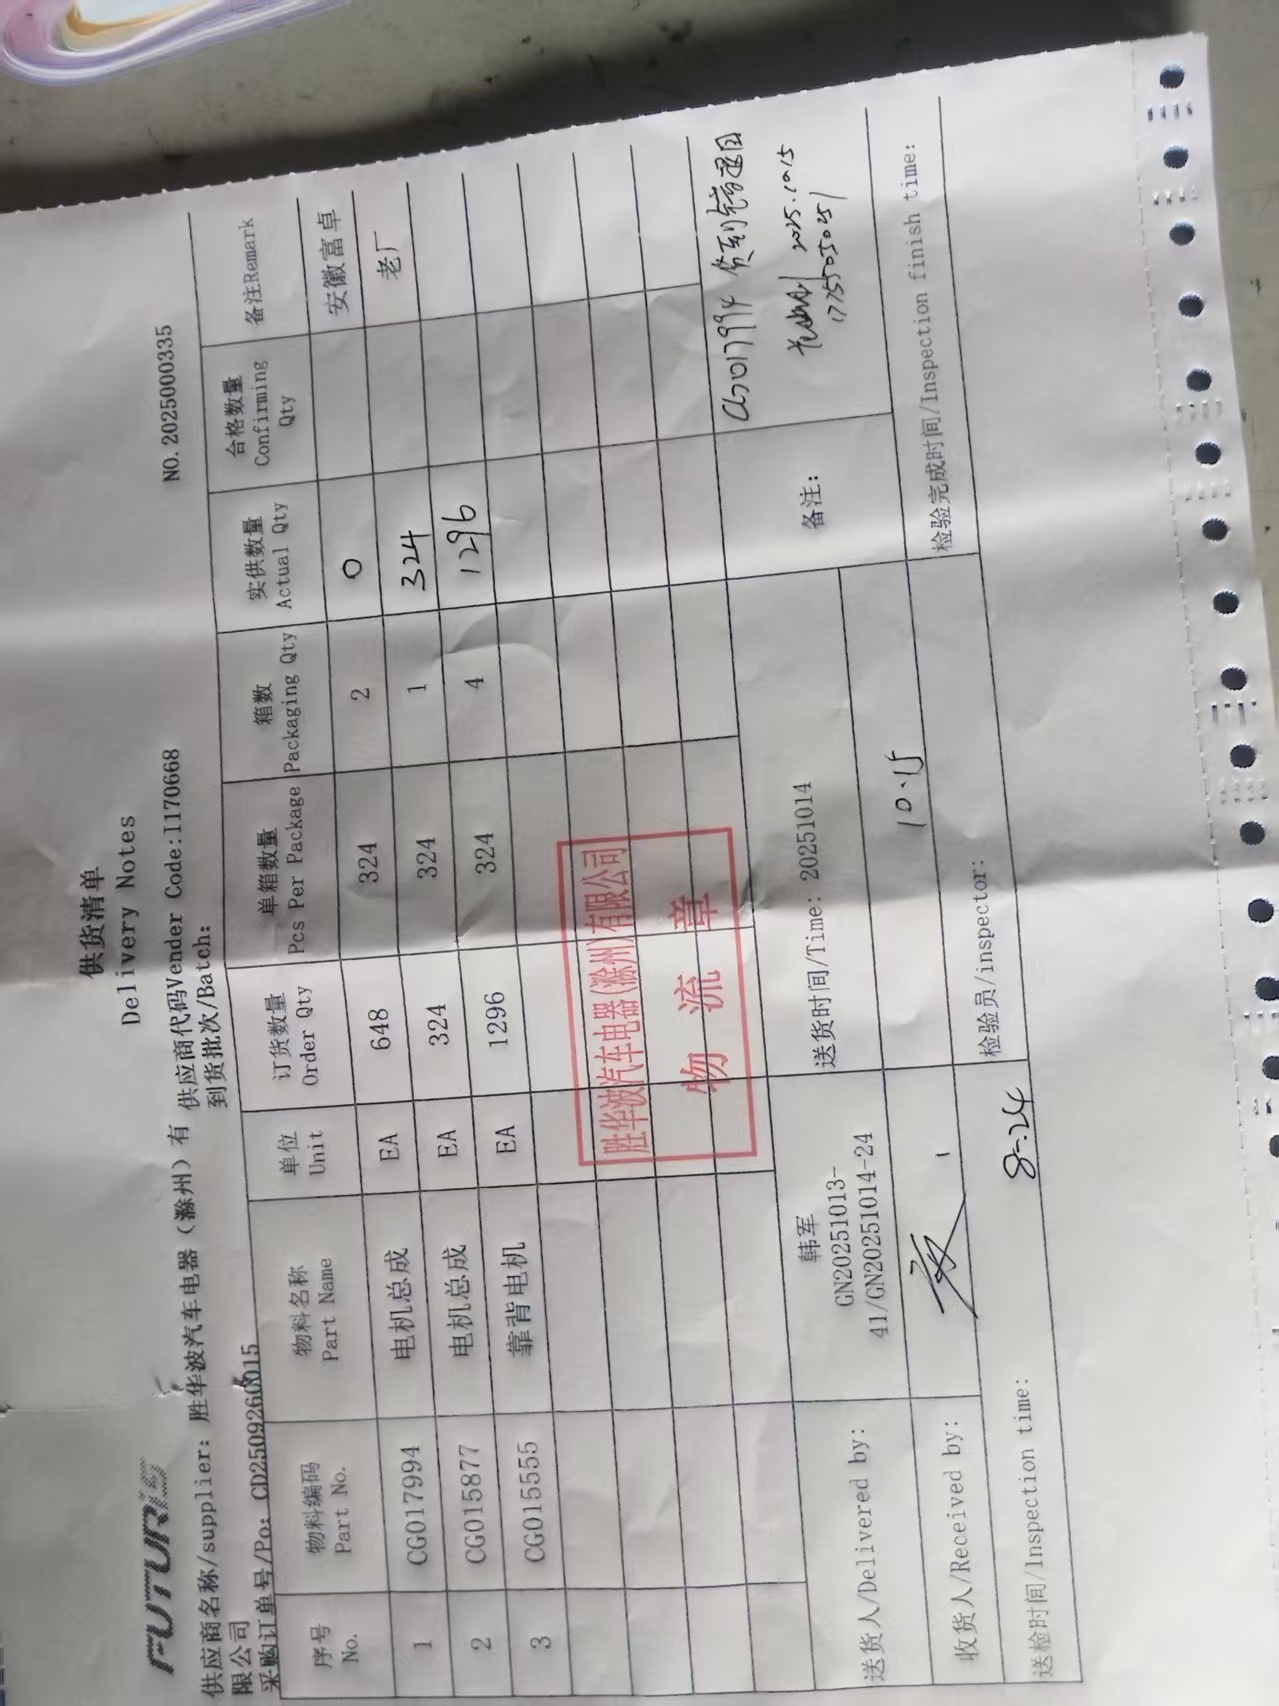 供货清单
Delivery Notes
FUTURIS
NO. 2025000335
供应商名称/supplier: 胜华波汽车电器（滁州）有限公司
供应商代码Vender Code:I170668
采购订单号/Po: CD2509260015
到货批次/Batch:
序号 No. 物料编码 Part No. 物料名称 Part Name 单位 Unit 订货数量 Order Qty 单箱数量 Pcs Per Package 箱数 Packaging Qty 实供数量 Actual Qty 合格数量 Confirming Qty 备注Remark
1 CG017994 电机总成 EA 648 324 2 0 安徽富卓
2 CG015877 电机总成 EA 324 324 1 324 老厂
3 CG015555 靠背电机 EA 1296 324 4 1296
胜华波汽车电器(滁州)有限公司
物流章
送货人/Delivered by: 韩军
GN20251013-
41/GN20251014-24
送货时间/Time: 20251014
备注: CG017994 货到错退回
2025.10.15
17755050251
收货人/Received by: 10.15
送检时间/Inspection time: 8:24
检验员/inspector:
检验完成时间/Inspection finish time: